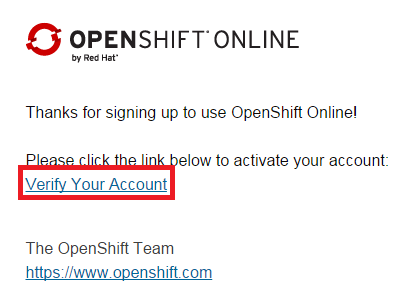 OPENSHIFT ONLINE
by Red Hat®
Thanks for signing up to use OpenShift Online!
Please click the link below to activate your account:
Verify Your Account
The OpenShift Team
https://www.openshift.com